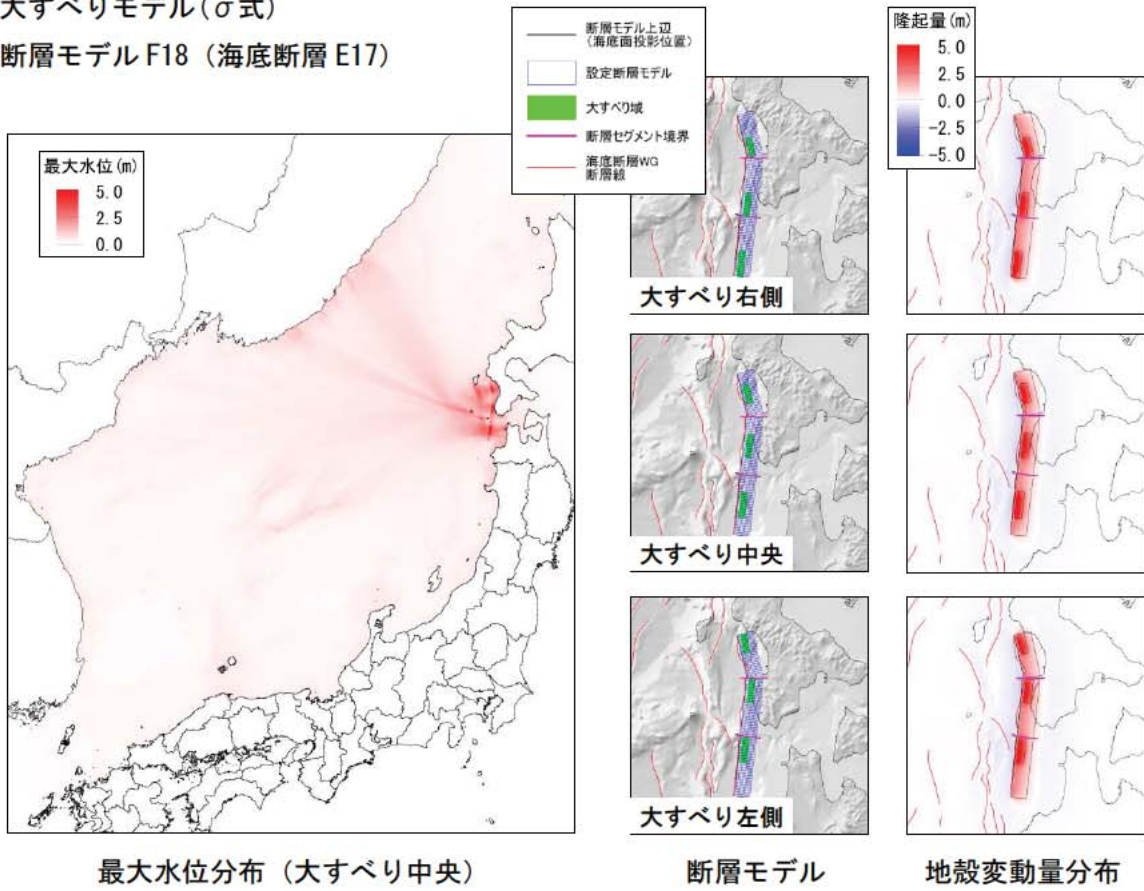 大すべりモデル(σ式)
断層モデル F18（海底断層 E17）
最大水位(m)
5.0
2.5
0.0
断層モデル上辺
(海底面投影位置)
設定断層モデル
大すべり域
断層セグメント境界
海底断層WG
断層線
隆起量(m)
5.0
2.5
0.0
-2.5
-5.0
大すべり右側
大すべり中央
大すべり左側
最大水位分布（大すべり中央）
断層モデル
地殻変動量分布